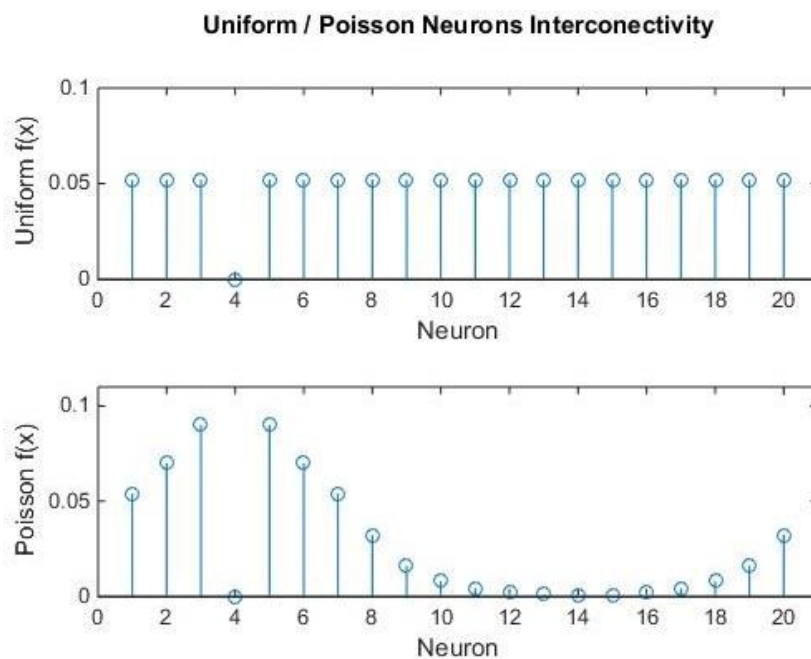 Uniform / Poisson Neurons Interconectivity
0.1
0.05
0
Uniform f(x)
0 2 4 6 8 10 12 14 16 18 20
Neuron
0.1
0.05
0
Poisson f(x)
0 2 4 6 8 10 12 14 16 18 20
Neuron